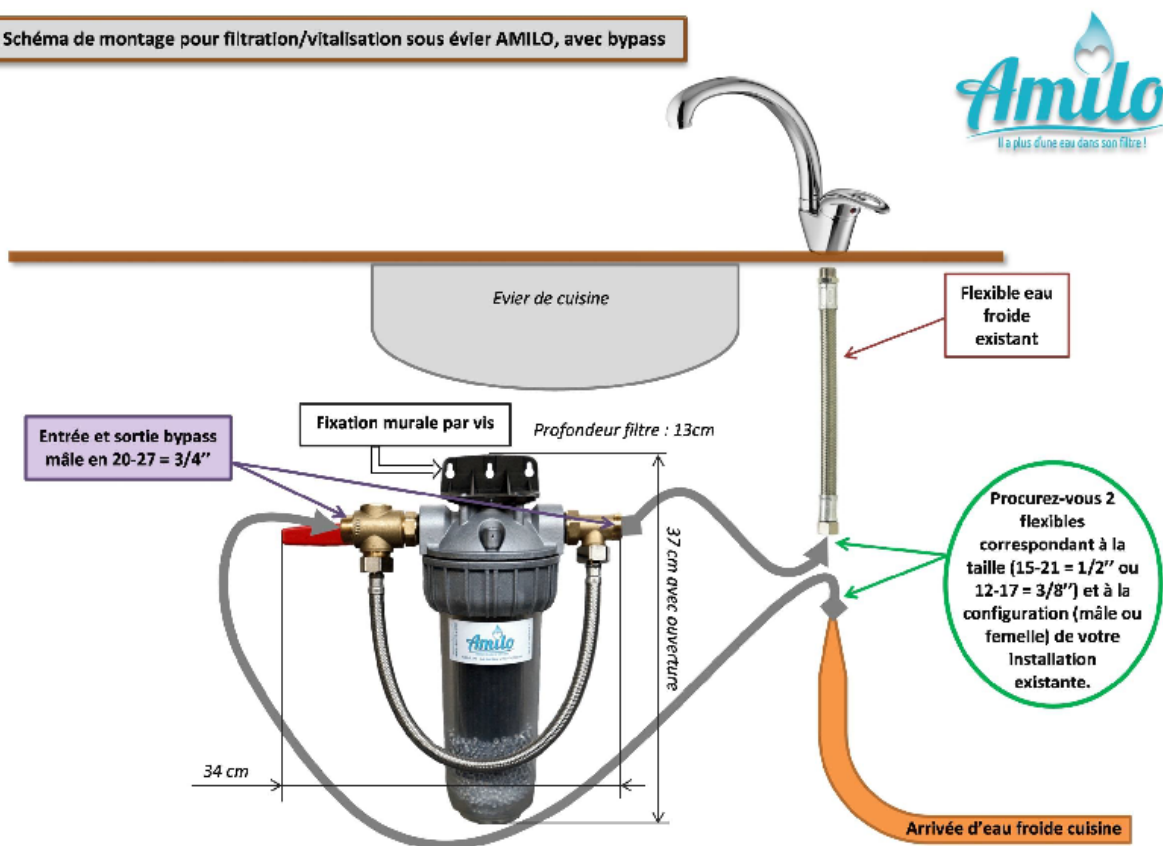 Schéma de montage pour filtration/vitalisation sous évier AMILO, avec bypass
Amilo
Il a plus d'une eau dans son filtre !
Evier de cuisine
Flexible eau
froide
existant
Entrée et sortie bypass
mâle en 20-27 = 3/4’’
Fixation murale par vis
Profondeur filtre : 13cm
37 cm avec ouverture
Procurez-vous 2
flexibles
correspondant à la
taille (15-21 = 1/2’’ ou
12-17 = 3/8’’) et à la
configuration (mâle ou
femelle) de votre
installation
existante.
Amilo
34 cm
Arrivée d’eau froide cuisine